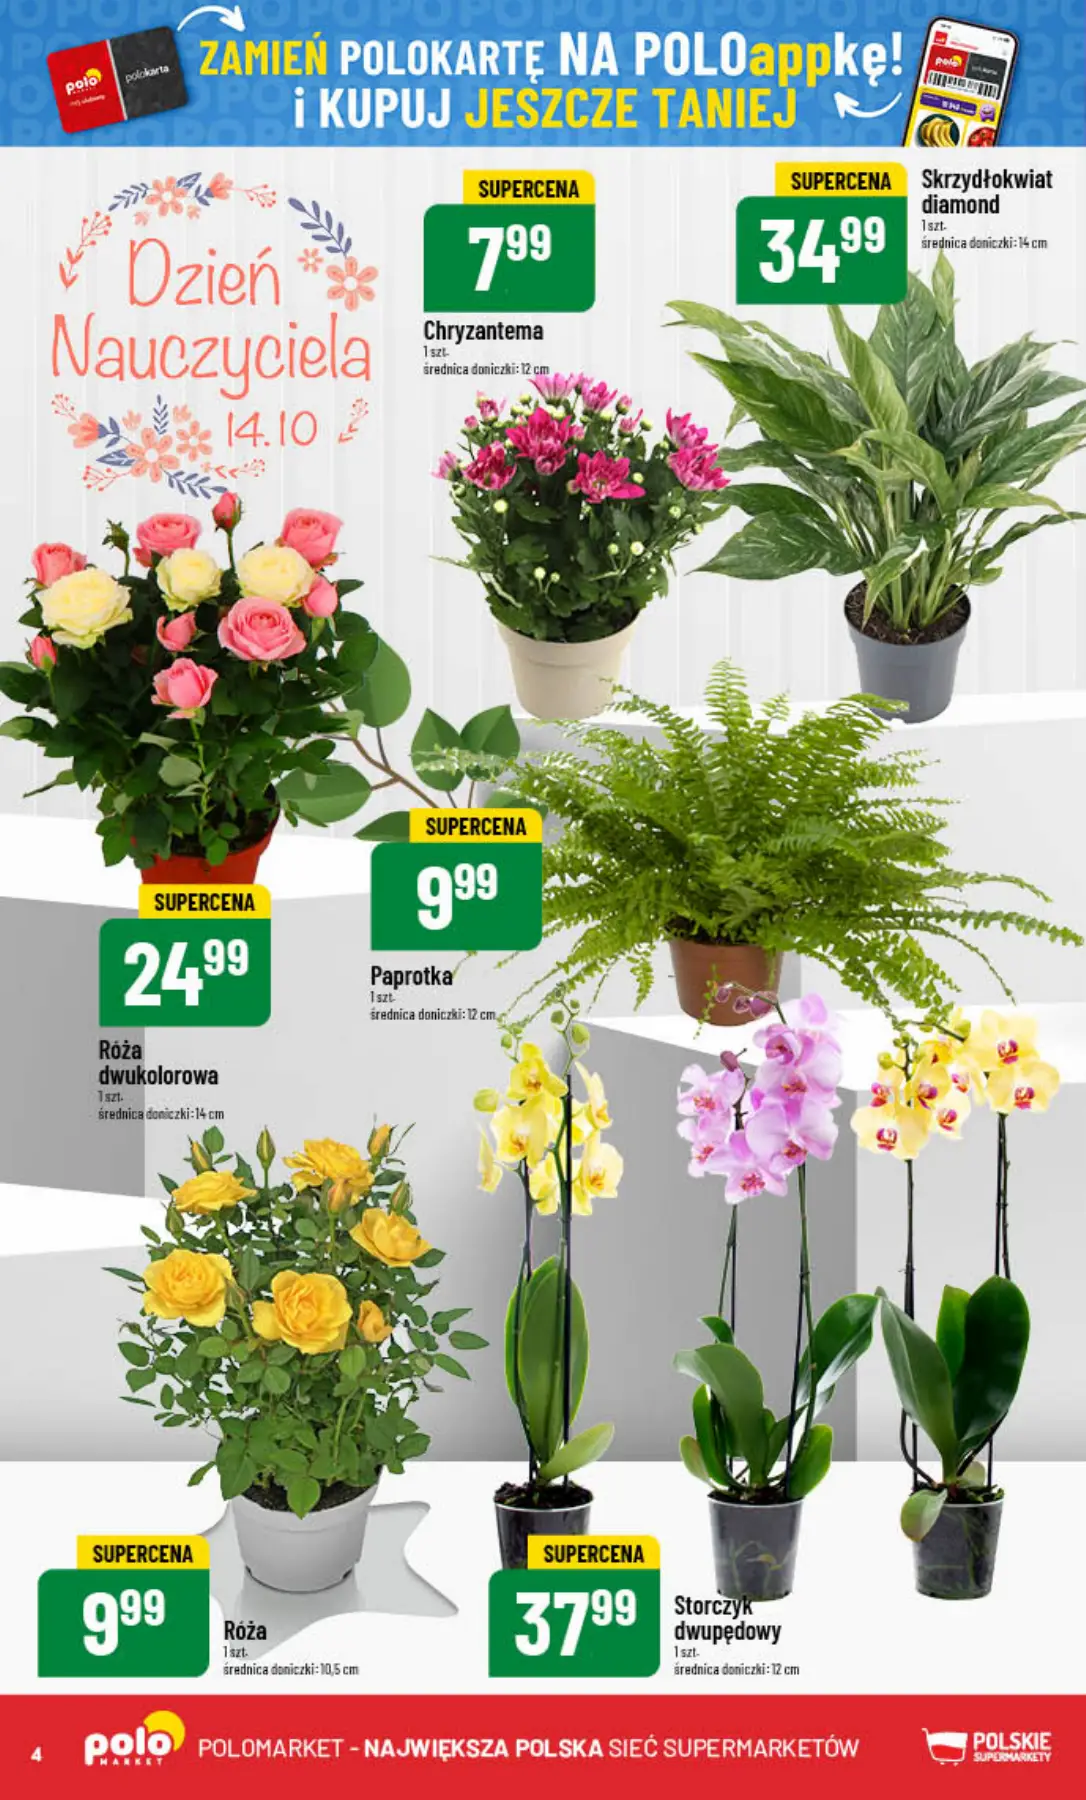 polo
MARKET
mój ulubiony
polokarta
ZAMIEŃ POLOKARTĘ NA POLOappkę!
i KUPUJ JESZCZE TANIEJ
Dzień
Nauczyciela
14.10
SUPERCENA
7 99
Chryzantema
1 szt.
średnica doniczki: 12 cm
SUPERCENA
34 99
Skrzydłokwiat
diamond
1 szt.
średnica doniczki: 14 cm
SUPERCENA
24 99
Róża
dwukolorowa
1 szt.
średnica doniczki: 14 cm
SUPERCENA
9 99
Paprotka
1 szt.
średnica doniczki: 12 cm
SUPERCENA
9 99
Róża
1 szt.
średnica doniczki: 10,5 cm
SUPERCENA
37 99
Storczyk
dwupędowy
1 szt.
średnica doniczki: 12 cm
4
polo
MARKET
POLOMARKET - NAJWIĘKSZA POLSKA SIEĆ SUPERMARKETÓW
POLSKIE
SUPERMARKETY